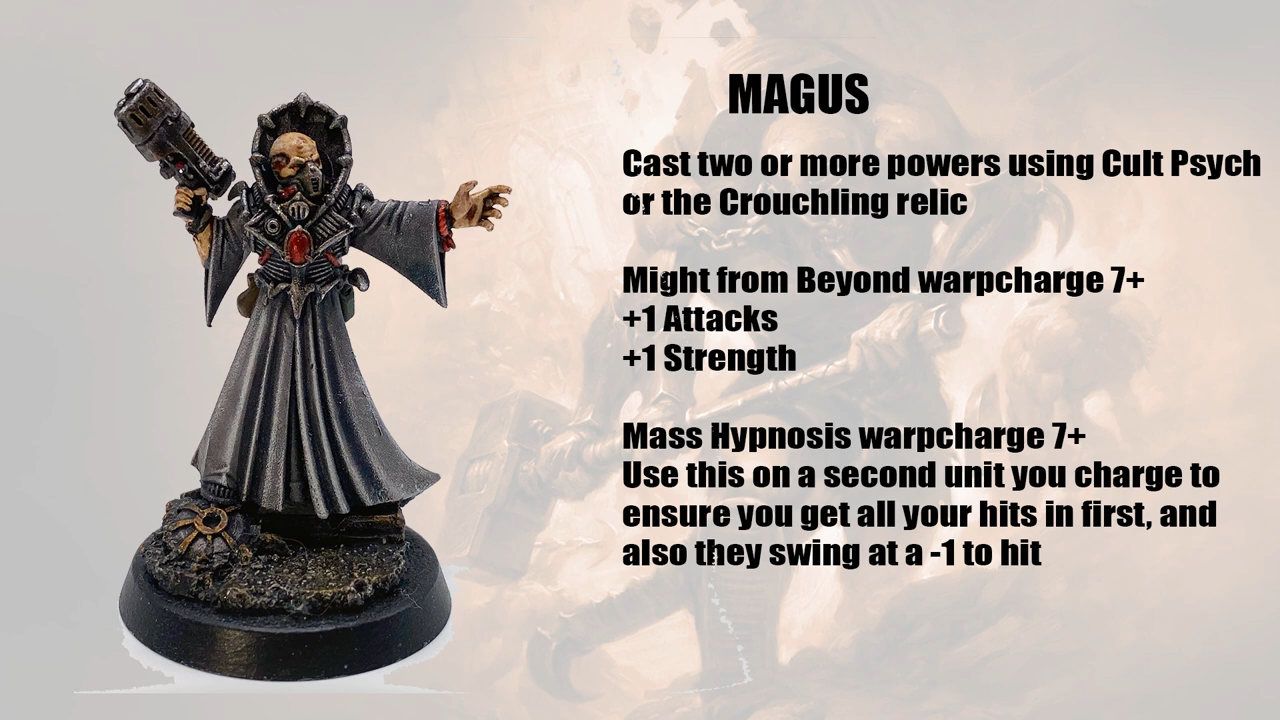 MAGUS
Cast two or more powers using Cult Psych
or the Crouchling relic
Might from Beyond warpcharge 7+
+1 Attacks
+1 Strength
Mass Hypnosis warpcharge 7+
Use this on a second unit you charge to
ensure you get all your hits in first, and
also they swing at a -1 to hit